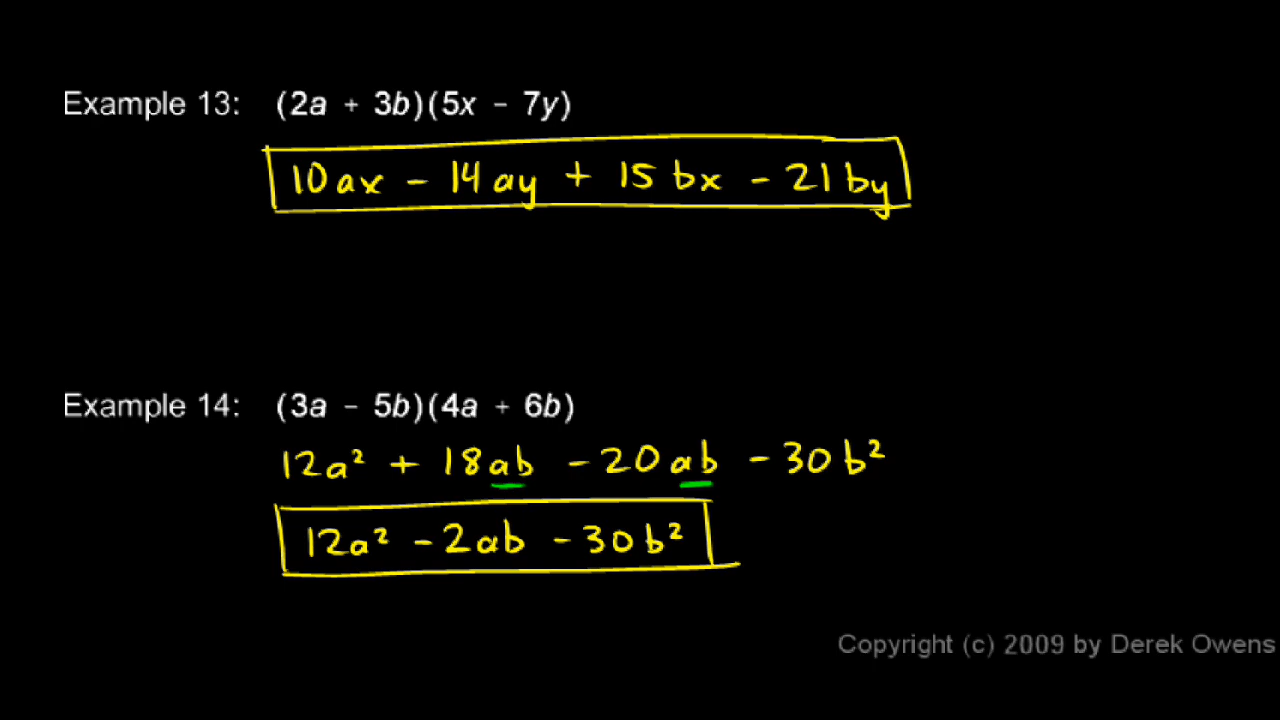 Example 13: (2a + 3b)(5x - 7y)
10ax - 14ay + 15bx - 21by
Example 14: (3a - 5b)(4a + 6b)
12a² + 18ab - 20ab - 30b²
12a² - 2ab - 30b²
Copyright (c) 2009 by Derek Owens